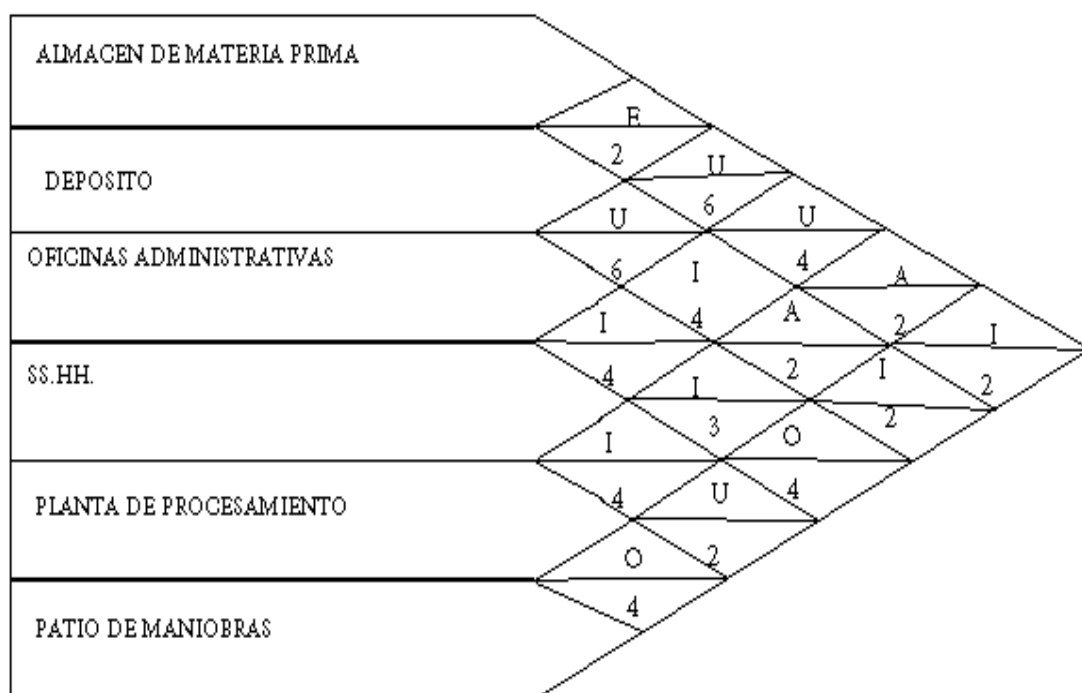 ALMACEN DE MATERIA PRIMA
E
2
U
DEPOSITO
6
U
U
OFICINAS ADMINISTRATIVAS
4
6
I
A
I
4
A
2
I
SS.HH.
4
2
I
I
2
3
2
I
O
PLANTA DE PROCESAMIENTO
4
U
4
O
2
4
PATIO DE MANIOBRAS